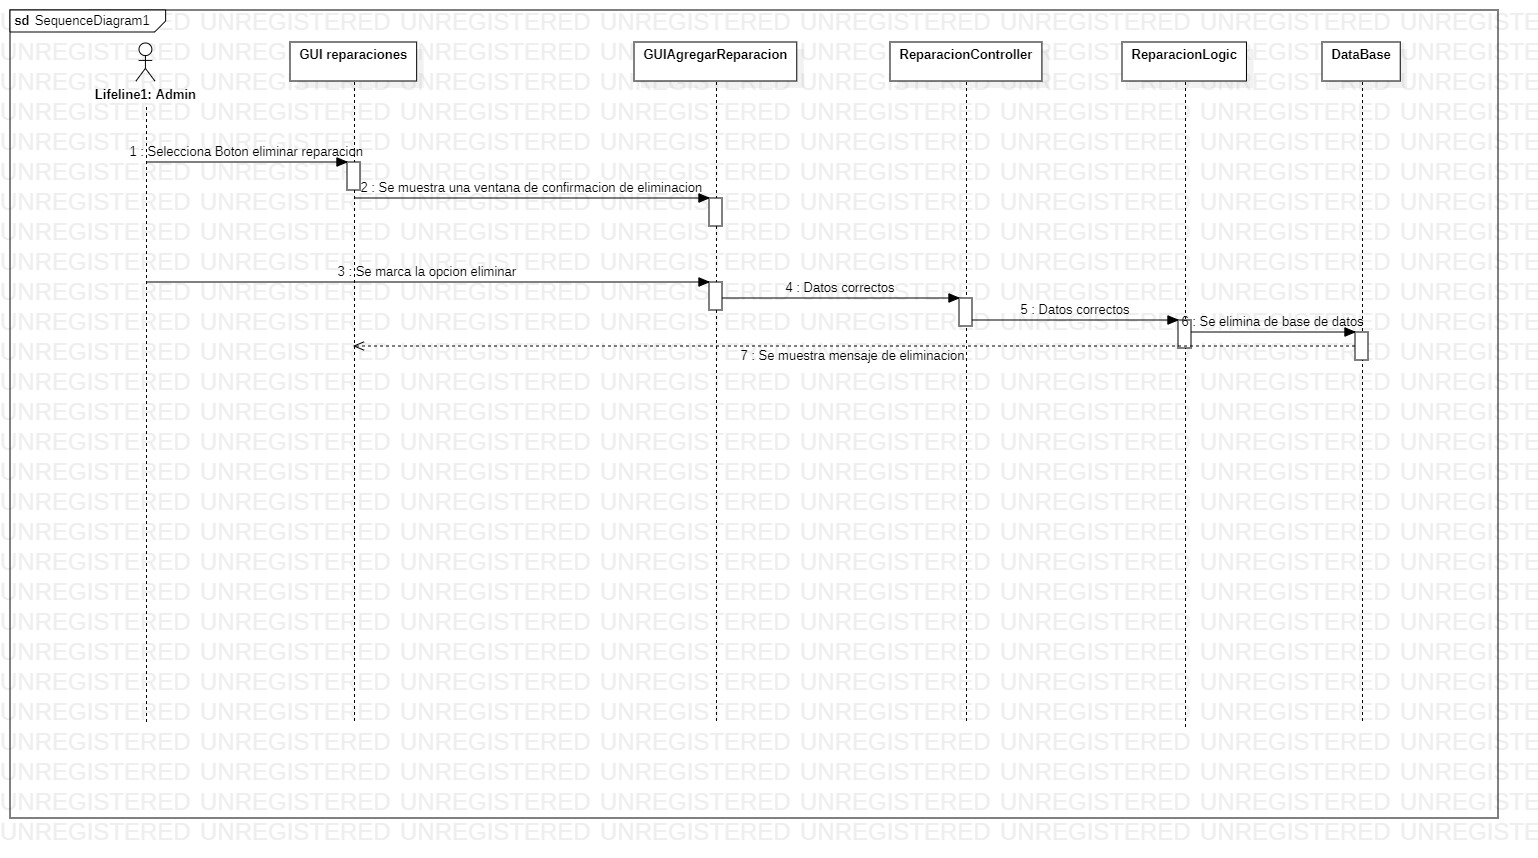 sd SequenceDiagram1
Lifeline1: Admin
GUI reparaciones
GUIAgregarReparacion
ReparacionController
ReparacionLogic
DataBase
1 : Selecciona Boton eliminar reparacion
2 : Se muestra una ventana de confirmacion de eliminacion
3 : Se marca la opcion eliminar
4 : Datos correctos
5 : Datos correctos
6 : Se elimina de base de datos
7 : Se muestra mensaje de eliminacion
UNREGISTERED